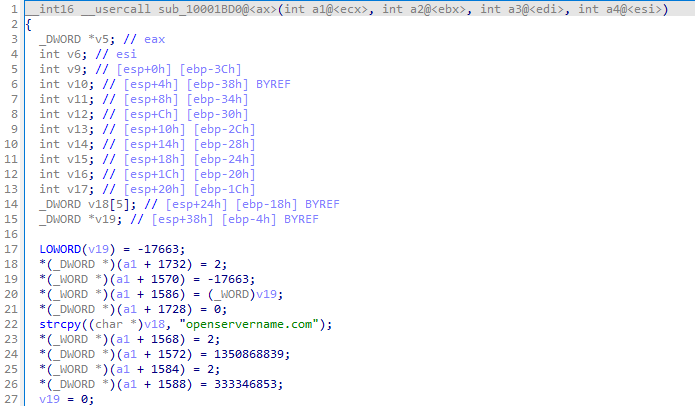 1 __int16 __usercall sub_10001BD0@<ax>(int a1@<ecx>, int a2@<ebx>, int a3@<edi>, int a4@<esi>)
2 {
3 _DWORD *v5; // eax
4 int v6; // esi
5 int v9; // [esp+0h] [ebp-3Ch]
6 int v10; // [esp+4h] [ebp-38h] BYREF
7 int v11; // [esp+8h] [ebp-34h]
8 int v12; // [esp+Ch] [ebp-30h]
9 int v13; // [esp+10h] [ebp-2Ch]
10 int v14; // [esp+14h] [ebp-28h]
11 int v15; // [esp+18h] [ebp-24h]
12 int v16; // [esp+1Ch] [ebp-20h]
13 int v17; // [esp+20h] [ebp-1Ch]
14 _DWORD v18[5]; // [esp+24h] [ebp-18h] BYREF
15 _DWORD *v19; // [esp+38h] [ebp-4h] BYREF
16
17 LOWORD(v19) = -17663;
18 *(_DWORD *)(a1 + 1732) = 2;
19 *(_WORD *)(a1 + 1570) = -17663;
20 *(_WORD *)(a1 + 1586) = (_WORD)v19;
21 *(_DWORD *)(a1 + 1728) = 0;
22 strcpy((char *)v18, "openservername.com");
23 *(_WORD *)(a1 + 1568) = 2;
24 *(_DWORD *)(a1 + 1572) = 1350868839;
25 *(_WORD *)(a1 + 1584) = 2;
26 *(_DWORD *)(a1 + 1588) = 333346853;
27 v19 = 0;